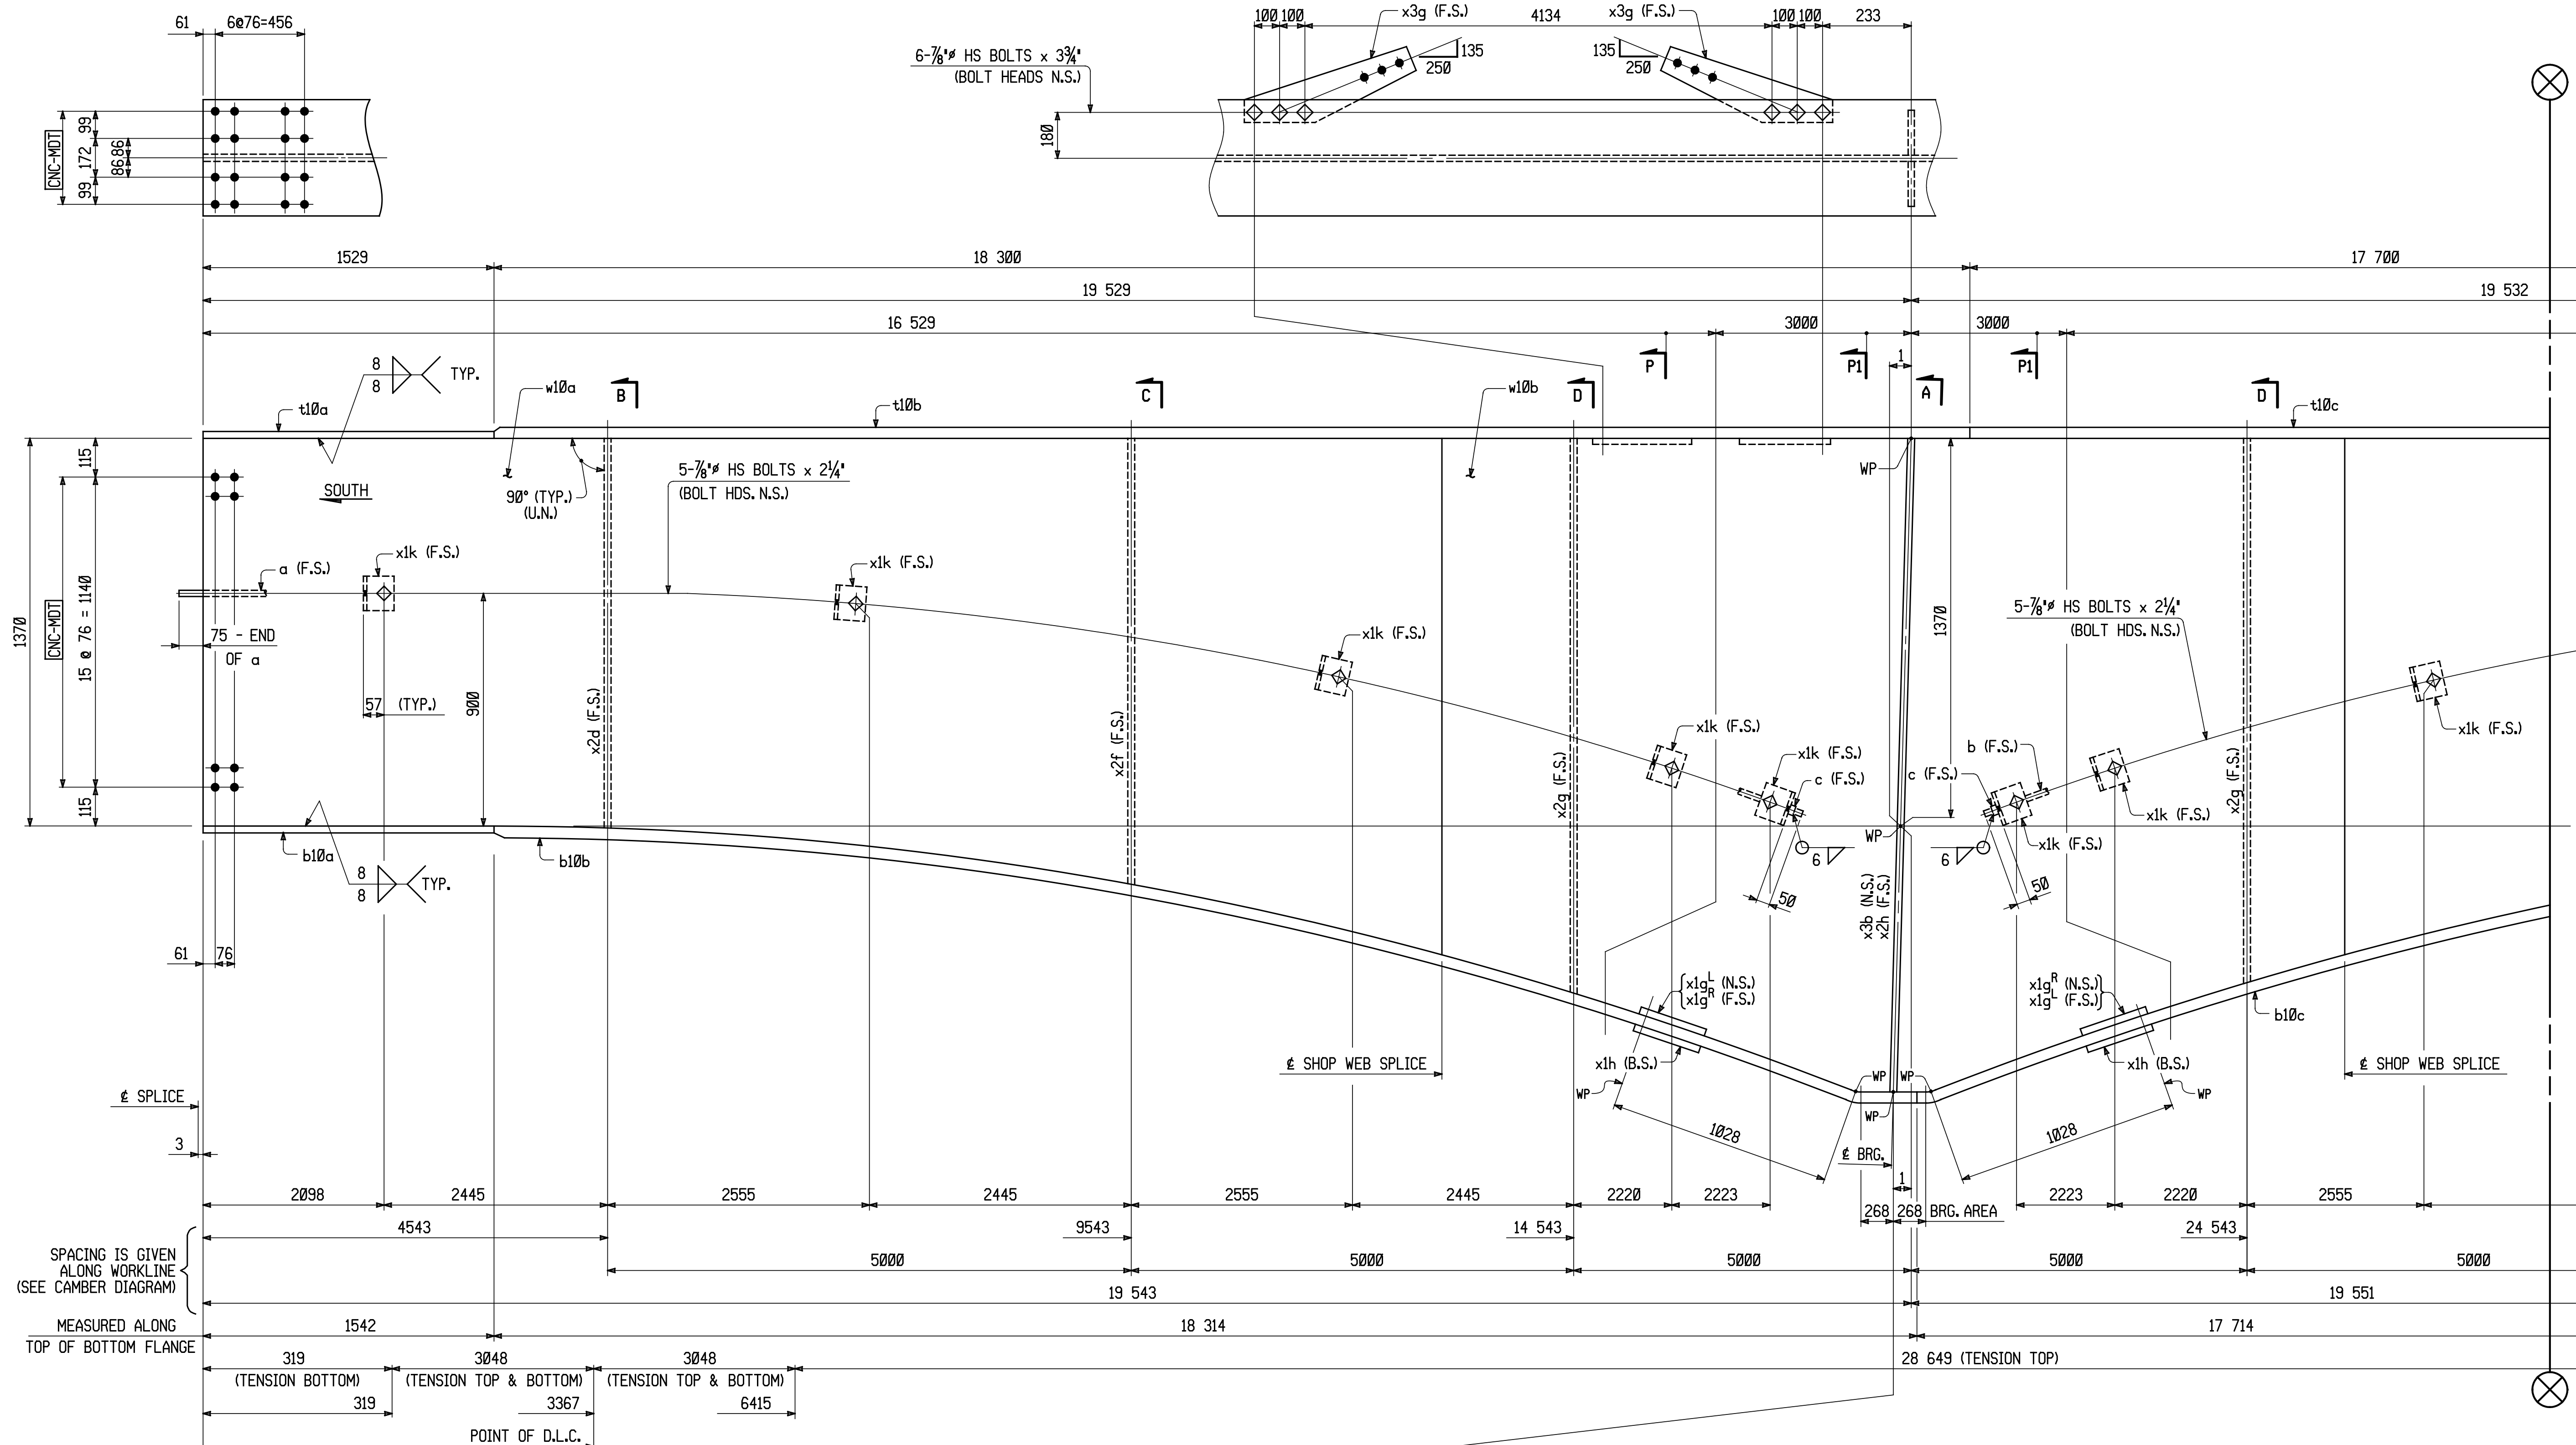 61
6@76=456
100
100
x3g (F.S.)
4134
x3g (F.S.)
100
100
233
6-⅞"ø HS BOLTS x 3¾"
(BOLT HEADS N.S.)
135
250
135
250
CNC-MDT
99
172
99
86
86
180
1529
18 300
17 700
19 529
19 532
16 529
3000
3000
1
8
8
TYP.
t10a
w10a
B
t10b
C
w10b
D
P
P1
A
P1
D
t10c
115
SOUTH
90° (TYP.)
(U.N.)
5-⅞"ø HS BOLTS x 2¼"
(BOLT HDS. N.S.)
WP
1370
CNC-MDT
15 @ 76 = 1140
a (F.S.)
x1k (F.S.)
x1k (F.S.)
x1k (F.S.)
x1k (F.S.)
x1k (F.S.)
c (F.S.)
c (F.S.)
b (F.S.)
1370
5-⅞"ø HS BOLTS x 2¼"
(BOLT HDS. N.S.)
x1k (F.S.)
x1k (F.S.)
x1k (F.S.)
75 - END
OF a
57 (TYP.)
900
x2d (F.S.)
x2f (F.S.)
x2g (F.S.)
x2g (F.S.)
115
WP
6
6
50
50
b10a
8
8
TYP.
b10b
x3b (N.S.)
x2h (F.S.)
61
76
x1gL (N.S.)
x1gR (F.S.)
x1gR (N.S.)
x1gL (F.S.)
b10c
x1h (B.S.)
x1h (B.S.)
℄ SHOP WEB SPLICE
℄ SHOP WEB SPLICE
WP
WP
WP
WP
WP
℄ SPLICE
3
1028
1028
℄ BRG.
1
2098
2445
2555
2445
2555
2445
2220
2223
2223
2220
2555
268
268
BRG. AREA
4543
9543
14 543
24 543
SPACING IS GIVEN
ALONG WORKLINE
(SEE CAMBER DIAGRAM)
5000
5000
5000
5000
5000
19 543
19 551
MEASURED ALONG
TOP OF BOTTOM FLANGE
1542
18 314
17 714
319
(TENSION BOTTOM)
3048
(TENSION TOP & BOTTOM)
3048
(TENSION TOP & BOTTOM)
28 649 (TENSION TOP)
319
3367
6415
POINT OF D.L.C.